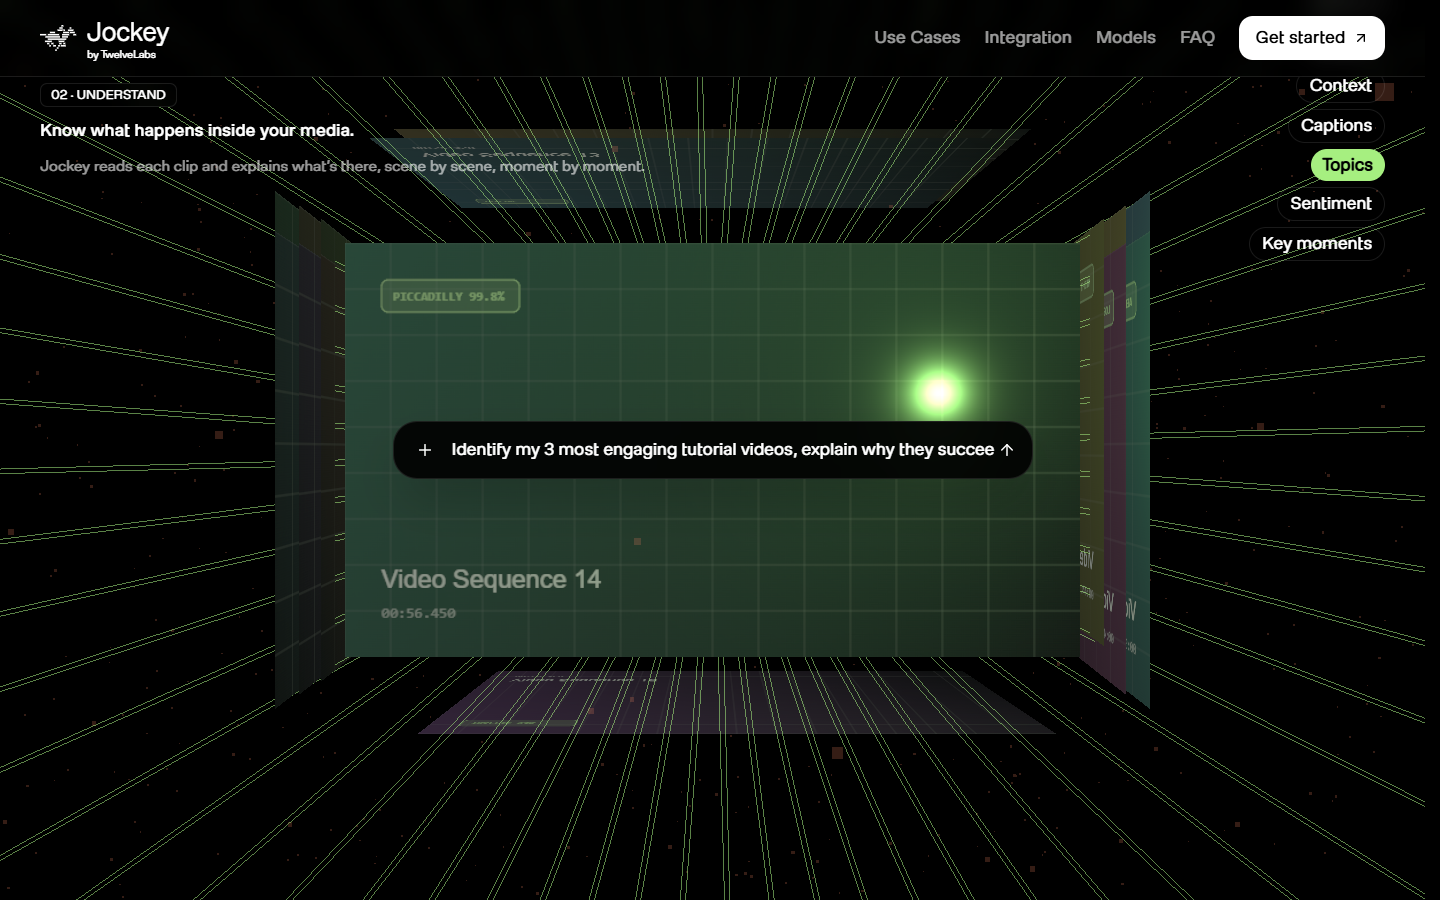 Jockey
by TwelveLabs
Use Cases
Integration
Models
FAQ
Get started
02 - UNDERSTAND
Know what happens inside your media.
Jockey reads each clip and explains what's there, scene by scene, moment by moment.
Context
Captions
Topics
Sentiment
Key moments
PICCADILLY 99.8%
Identify my 3 most engaging tutorial videos, explain why they succee
Video Sequence 14
00:56.450